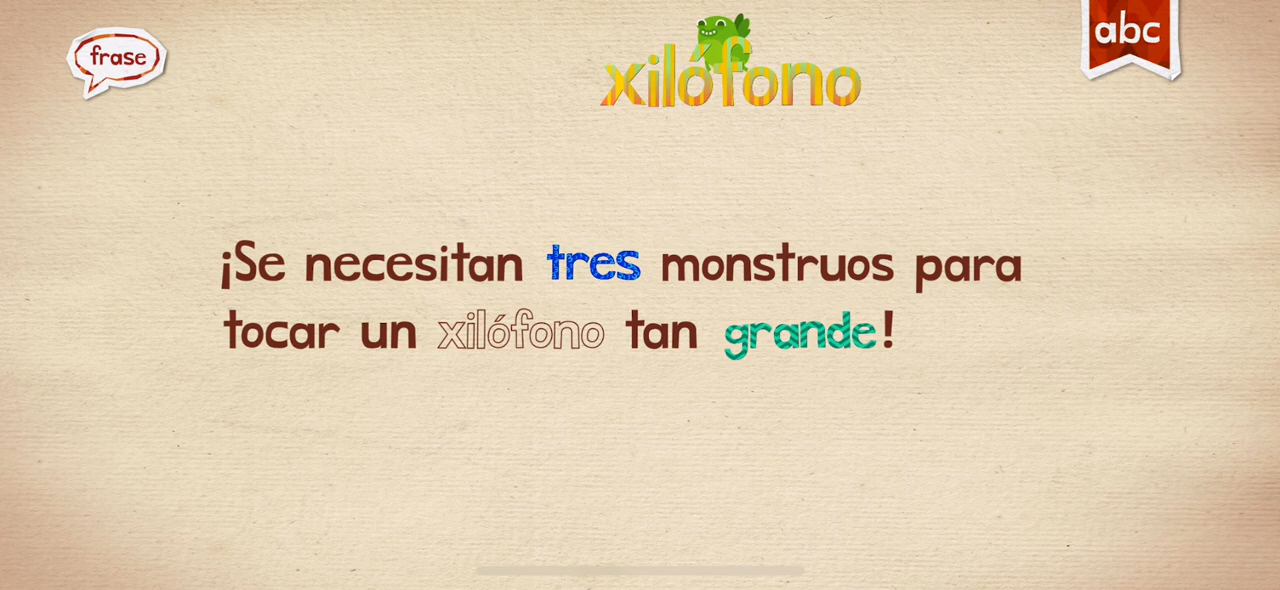 frase
xilófono
abc
¡Se necesitan tres monstruos para
tocar un xilófono tan grande!